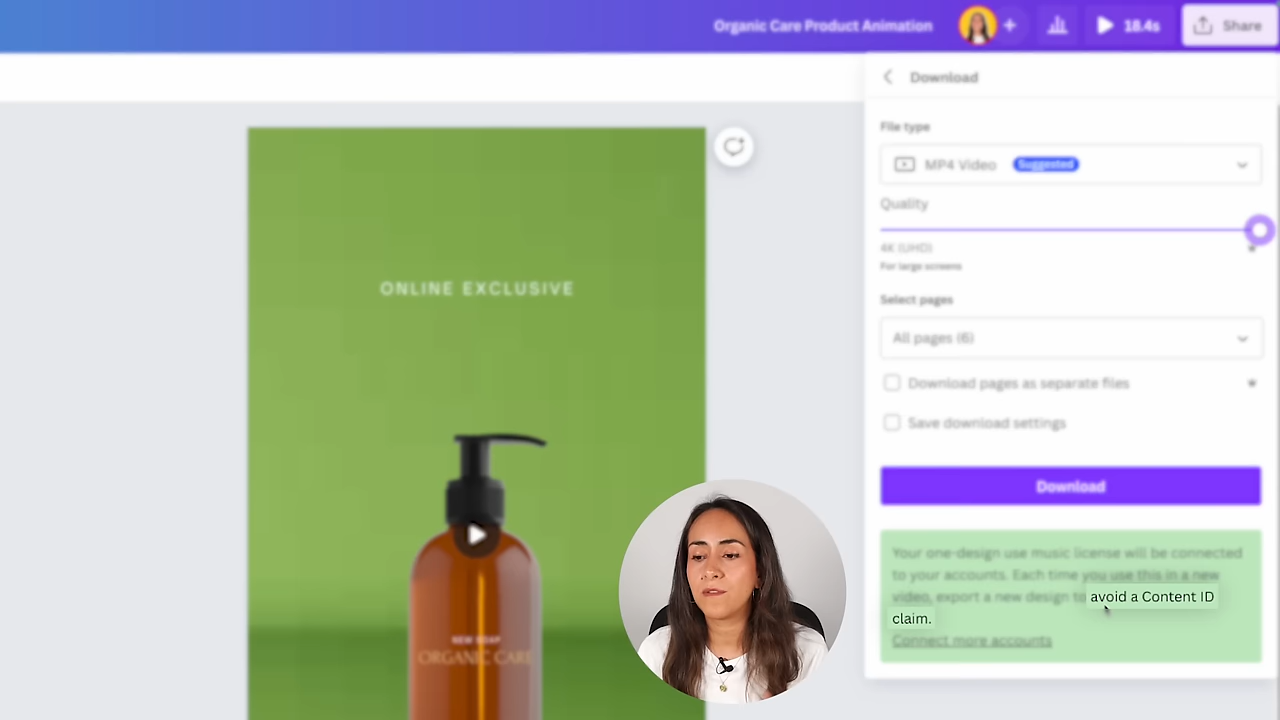 Organic Care Product Animation
+
18.4s
Share
Download
File type
MP4 Video
Suggested
Quality
4K (UHD)
For large screens
Select pages
All pages (6)
Download pages as separate files
Save download settings
Download
Your one-design use music license will be connected
to your accounts. Each time you use this in a new
video, export a new design to avoid a Content ID
claim.
Connect more accounts
ONLINE EXCLUSIVE
NEW SOAP
ORGANIC CARE